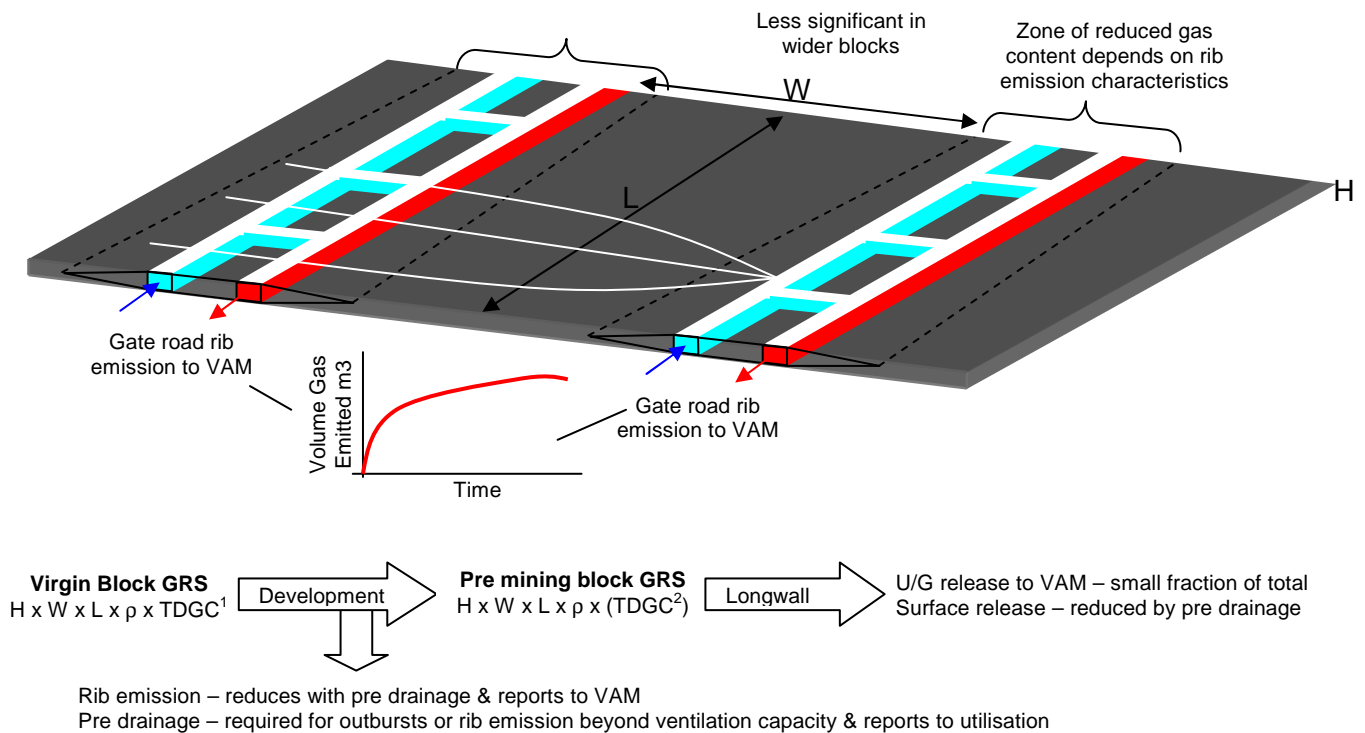 Less significant in
wider blocks
Zone of reduced gas
content depends on rib
emission characteristics
W
L
H
Gate road rib
emission to VAM
Volume Gas
Emitted m3
Time
Gate road rib
emission to VAM
Virgin Block GRS
H x W x L x ρ x TDGC¹
Development
Pre mining block GRS
H x W x L x ρ x (TDGC²)
Longwall
U/G release to VAM – small fraction of total
Surface release – reduced by pre drainage
Rib emission – reduces with pre drainage & reports to VAM
Pre drainage – required for outbursts or rib emission beyond ventilation capacity & reports to utilisation